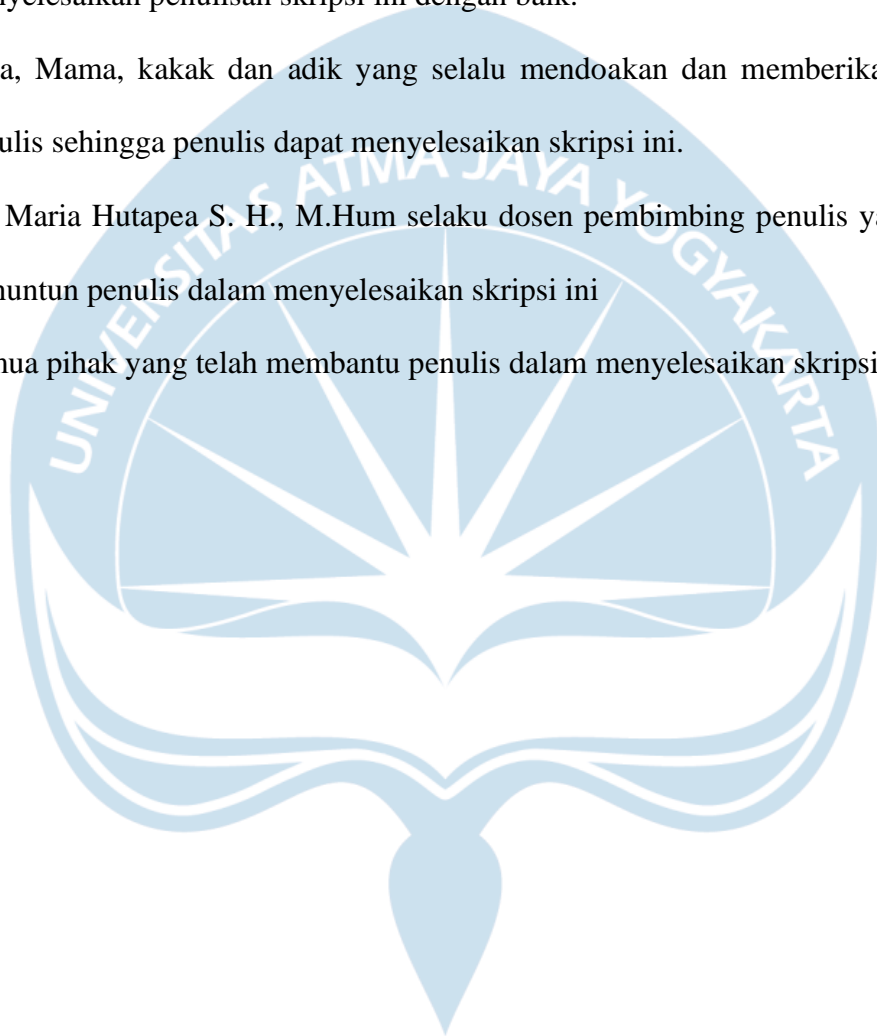 yelesaikan penulisan skripsi ini dengan baik.
a, Mama, kakak dan adik yang selalu mendoakan dan memberika
ulis sehingga penulis dapat menyelesaikan skripsi ini.
Maria Hutapea S. H., M.Hum selaku dosen pembimbing penulis ya
nuntun penulis dalam menyelesaikan skripsi ini
nua pihak yang telah membantu penulis dalam menyelesaikan skripsi
UNIVERSITAS ATMA JAYA YOGYAKARTA